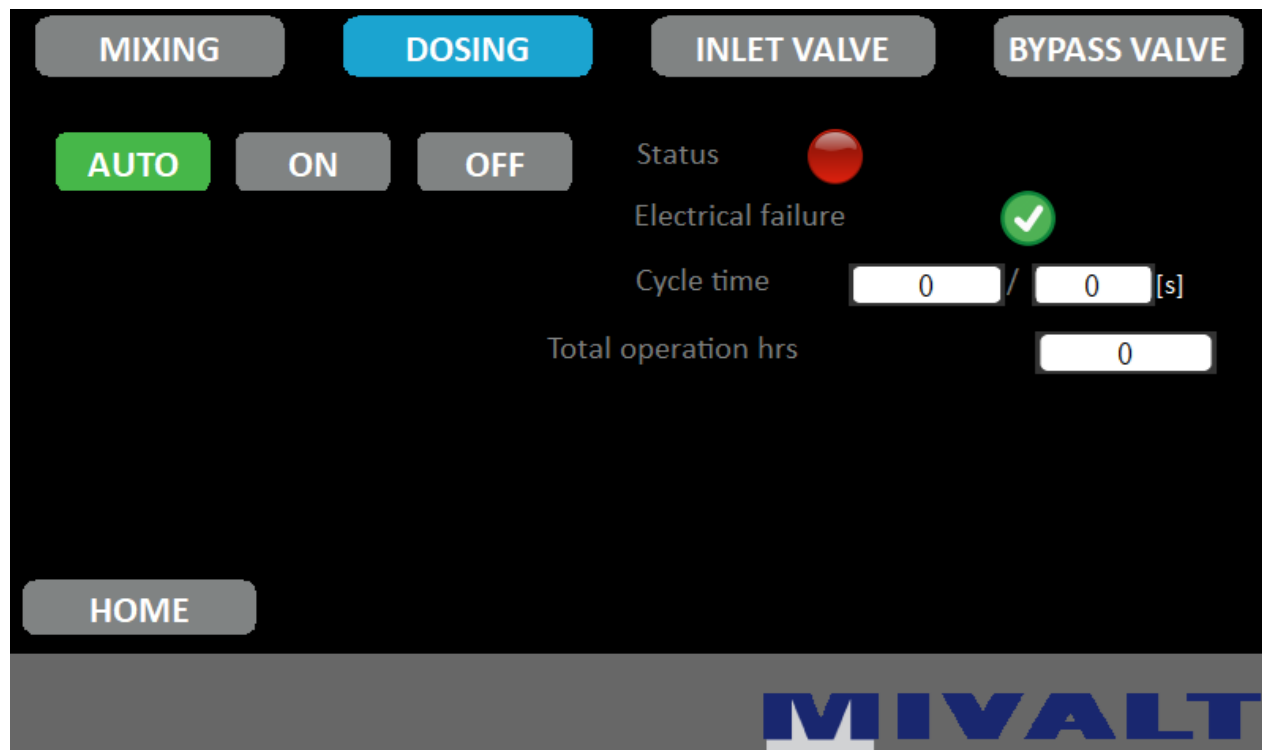 MIXING DOSING INLET VALVE BYPASS VALVE
AUTO ON OFF Status
Electrical failure
Cycle time 0 / 0 [s]
Total operation hrs 0
HOME
MIVALT